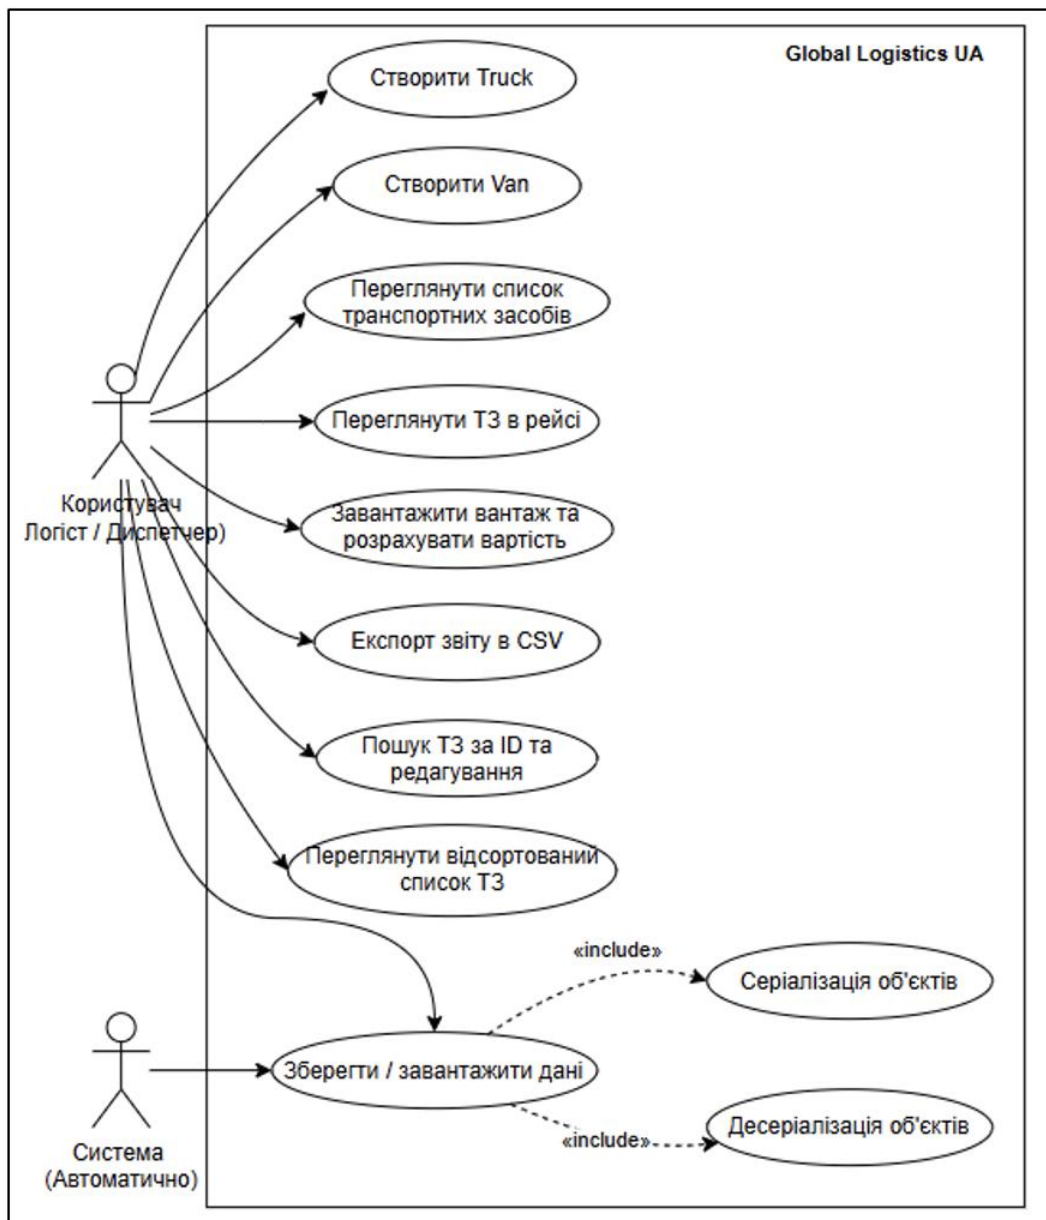 Global Logistics UA
Створити Truck
Створити Van
Переглянути список
транспортних засобів
Переглянути ТЗ в рейсі
Користувач
Логіст / Диспетчер)
Завантажити вантаж та
розрахувати вартість
Експорт звіту в CSV
Пошук ТЗ за ID та
редагування
Переглянути відсортований
список ТЗ
«include»
Серіалізація об'єктів
Зберегти / завантажити дані
«include»
Десеріалізація об'єктів
Система
(Автоматично)